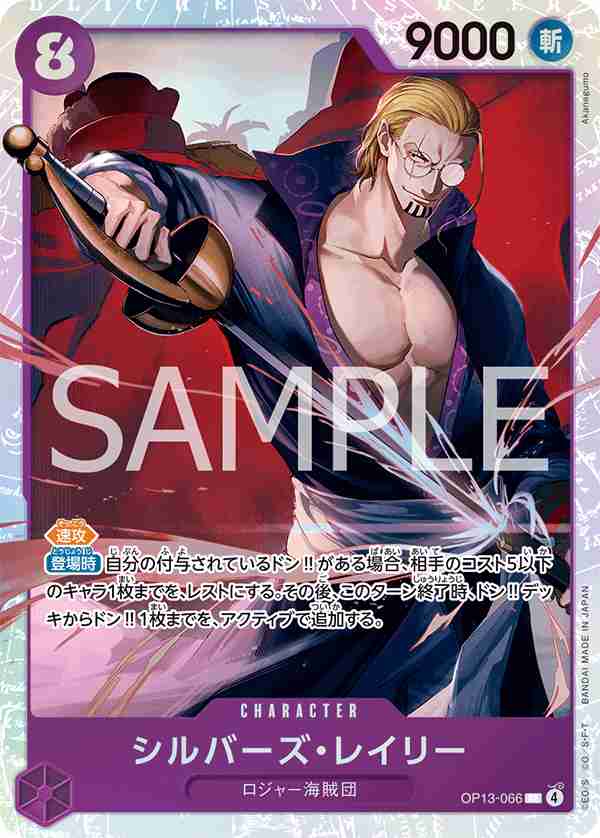 8
9000
斬
Akanegumo
SAMPLE
速攻
登場時 自分の付与されているドン!!がある場合、相手のコスト5以下
のキャラ1枚までを、レストにする。その後、このターン終了時、ドン!!デッ
キからドン!!1枚までを、アクティブで追加する。
CHARACTER
シルバーズ・レイリー
ロジャー海賊団
OP13-066 4
©E.O/S ©O/S・F・T BANDAI MADE IN JAPAN